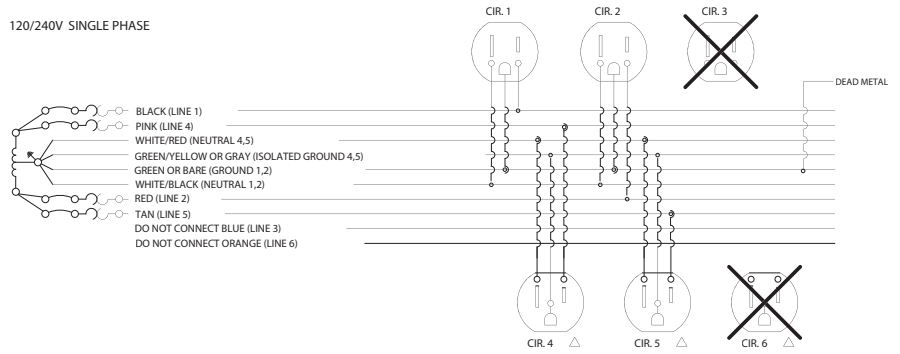 CIR. 1
CIR. 2
CIR. 3
120/240V SINGLE PHASE
DEAD METAL
BLACK (LINE 1)
PINK (LINE 4)
WHITE/RED (NEUTRAL 4,5)
GREEN/YELLOW OR GRAY (ISOLATED GROUND 4,5)
GREEN OR BARE (GROUND 1,2)
WHITE/BLACK (NEUTRAL 1,2)
RED (LINE 2)
TAN (LINE 5)
DO NOT CONNECT BLUE (LINE 3)
DO NOT CONNECT ORANGE (LINE 6)
CIR. 4
CIR. 5
CIR. 6